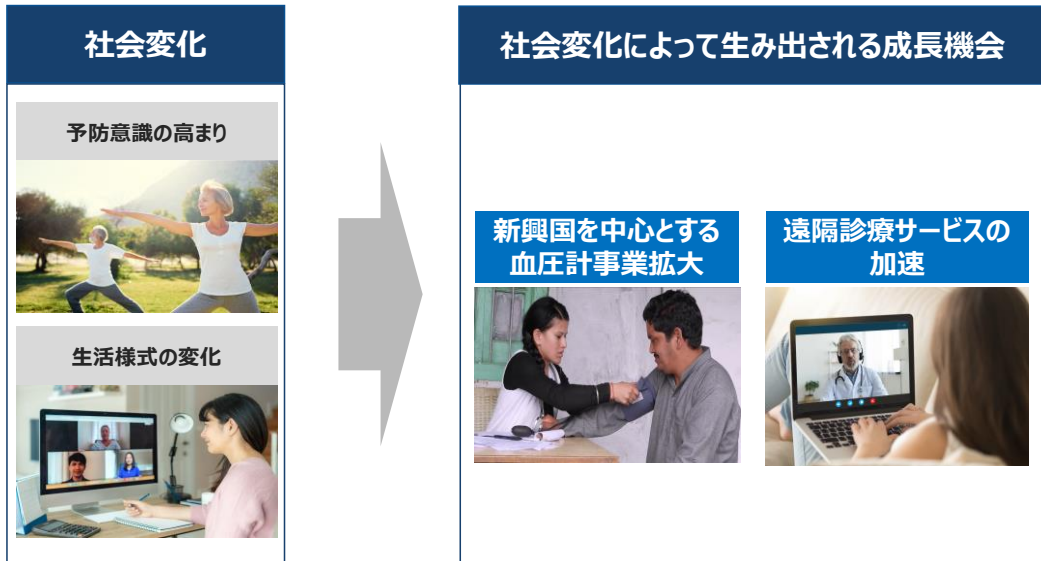 社会変化
社会変化によって生み出される成長機会
予防意識の高まり
生活様式の変化
新興国を中心とする
血圧計事業拡大
遠隔診療サービスの
加速